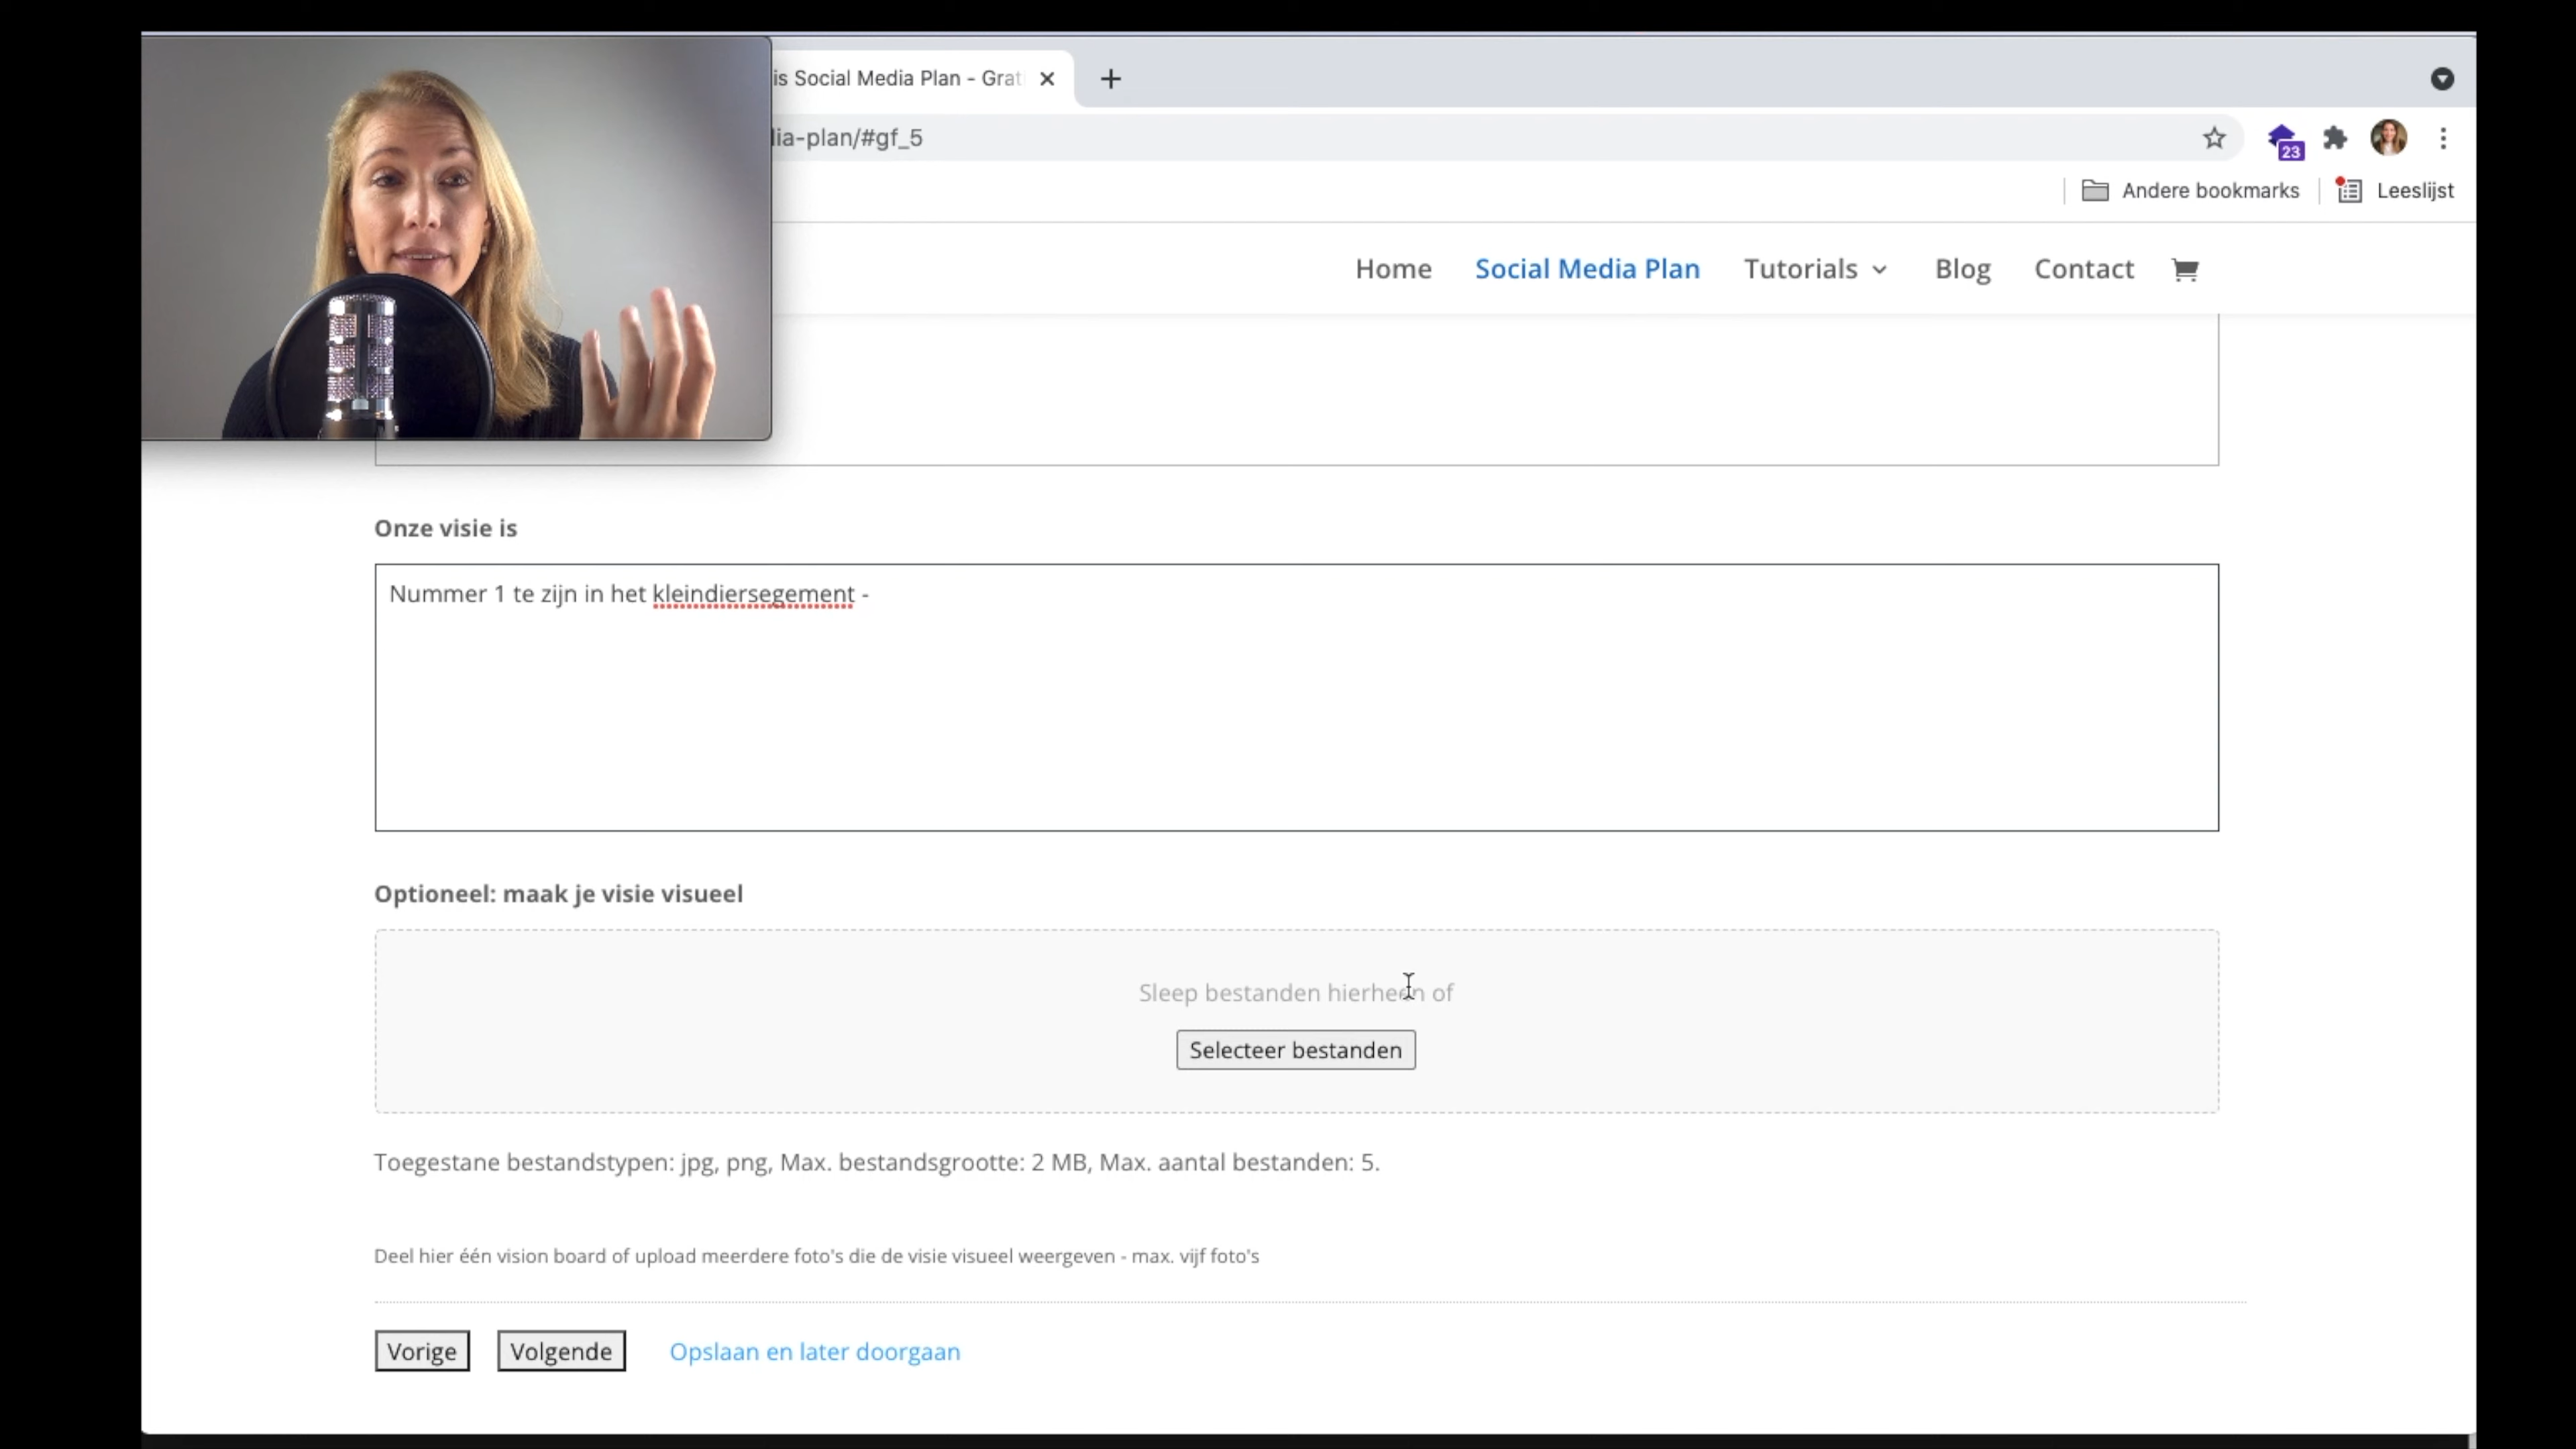 is Social Media Plan - Grat
lia-plan/#gf_5
23
Andere bookmarks
Leeslijst
Home
Social Media Plan
Tutorials
Blog
Contact
Onze visie is
Nummer 1 te zijn in het kleindiersegement -
Optioneel: maak je visie visueel
Sleep bestanden hierheen of
Selecteer bestanden
Toegestane bestandstypen: jpg, png, Max. bestandsgrootte: 2 MB, Max. aantal bestanden: 5.
Deel hier één vision board of upload meerdere foto's die de visie visueel weergeven - max. vijf foto's
Vorige
Volgende
Opslaan en later doorgaan